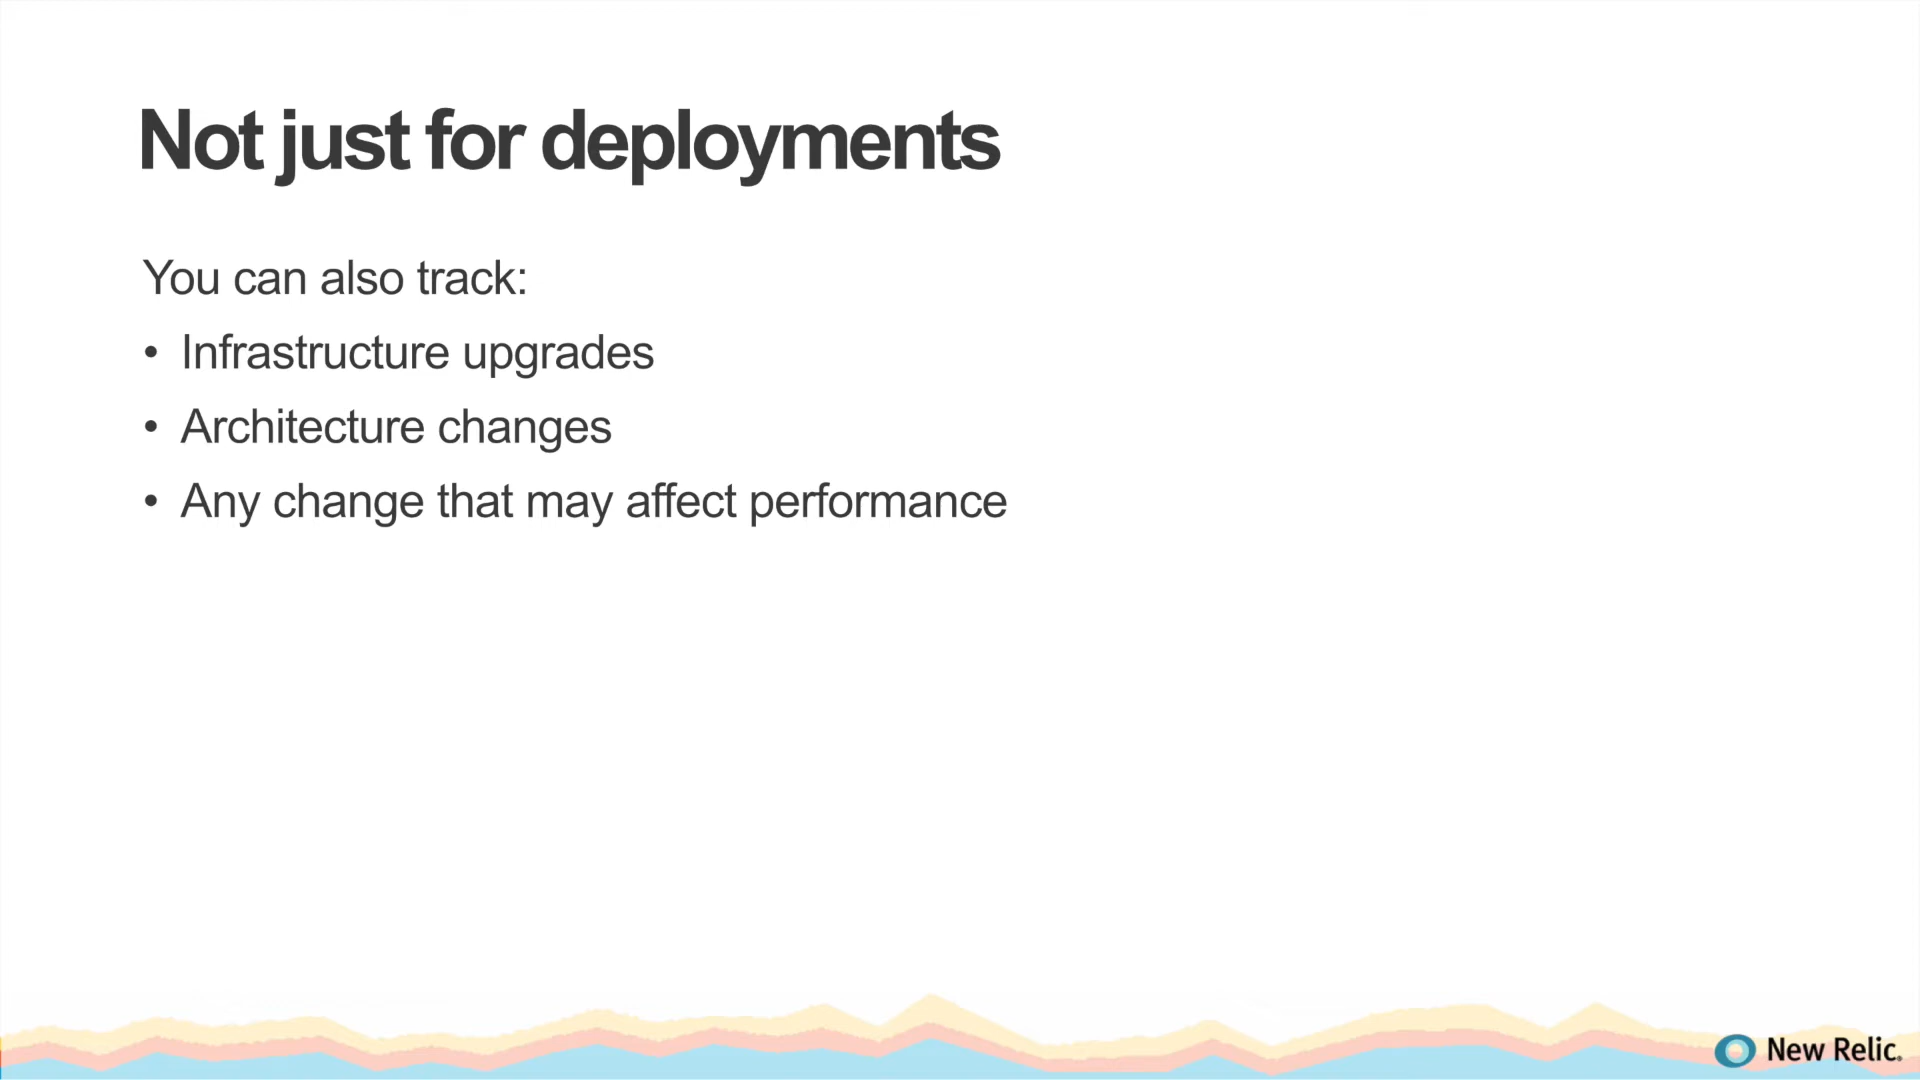 Not just for deployments
You can also track:
• Infrastructure upgrades
• Architecture changes
• Any change that may affect performance
New Relic.